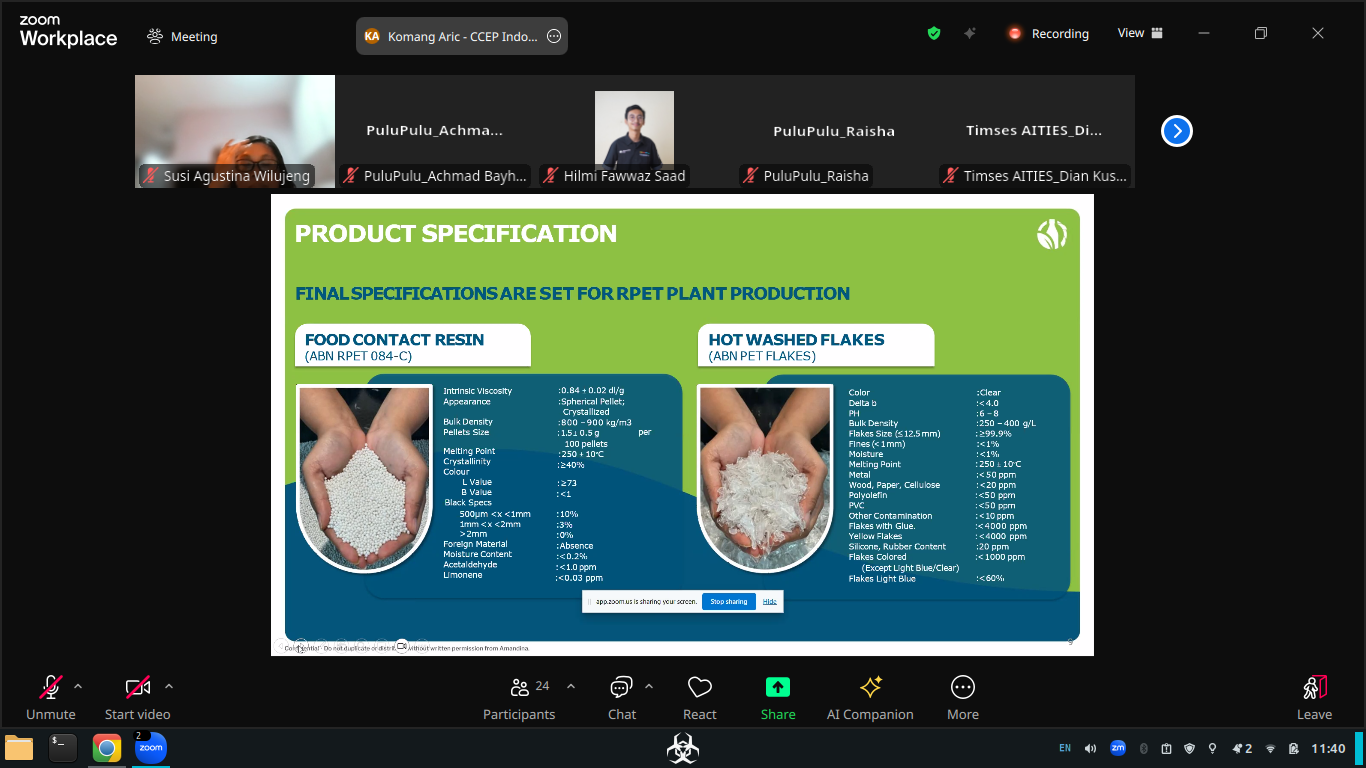 zoom
Workplace
Meeting
KA Komang Aric - CCEP Indo...
Recording
View
Susi Agustina Wilujeng
PuluPulu_Achma...
PuluPulu_Achmad Bayh...
Hilmi Fawwaz Saad
PuluPulu_Raisha
PuluPulu_Raisha
Timses AITIES_Di...
Timses AITIES_Dian Kus...
PRODUCT SPECIFICATION
FINAL SPECIFICATIONS ARE SET FOR RPET PLANT PRODUCTION
FOOD CONTACT RESIN
(ABN RPET 084-C)
Intrinsic Viscosity :0.84 ± 0.02 dl/g
Appearance :Spherical Pellet;
Crystallized
Bulk Density :800 – 900 kg/m3
Pellets Size :1.5± 0.5 g per
100 pellets
Melting Point :250 ± 10°C
Crystallinity :≥40%
Colour
L Value :≥73
B Value :<1
Black Specs
500µm <x <1mm :10%
1mm <x <2mm :3%
>2mm :0%
Foreign Material :Absence
Moisture Content :<0.2%
Acetaldehyde :<1.0 ppm
Limonene :<0.03 ppm
HOT WASHED FLAKES
(ABN PET FLAKES)
Color :Clear
Delta b :<4.0
PH :6 – 8
Bulk Density :250 – 400 g/L
Flakes Size (≤12.5mm) :≥99.9%
Fines (<1mm) :<1%
Moisture :<1%
Melting Point :250 ± 10°C
Metal :<50 ppm
Wood, Paper, Cellulose :<20 ppm
Polyolefin :<50 ppm
PVC :<50 ppm
Other Contamination :<10 ppm
Flakes with Glue. :<4000 ppm
Yellow Flakes :<4000 ppm
Silicone, Rubber Content :20 ppm
Flakes Colored :<1000 ppm
(Except Light Blue/Clear)
Flakes Light Blue :<60%
app.zoom.us is sharing your screen. Stop sharing Hide
Do not duplicate or without written permission from Amandina.
9
Unmute
Start video
24
Participants
Chat
React
Share
AI Companion
More
Leave
$_
2
zoom
EN
zm
2
11:40